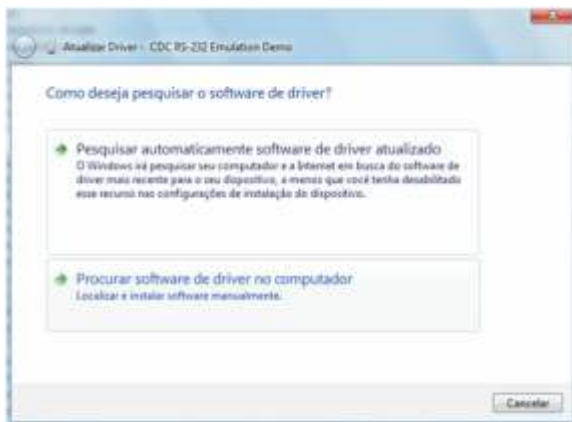 Atualizar Driver - CDC RS-232 Emulation Demo
Como deseja pesquisar o software de driver?
Pesquisar automaticamente software de driver atualizado
O Windows irá pesquisar seu computador e a Internet em busca do software de
driver mais recente para o seu dispositivo, a menos que você tenha desabilitado
esse recurso nas configurações de instalação do dispositivo.
Procurar software de driver no computador
Localizar e instalar software manualmente.
Cancelar